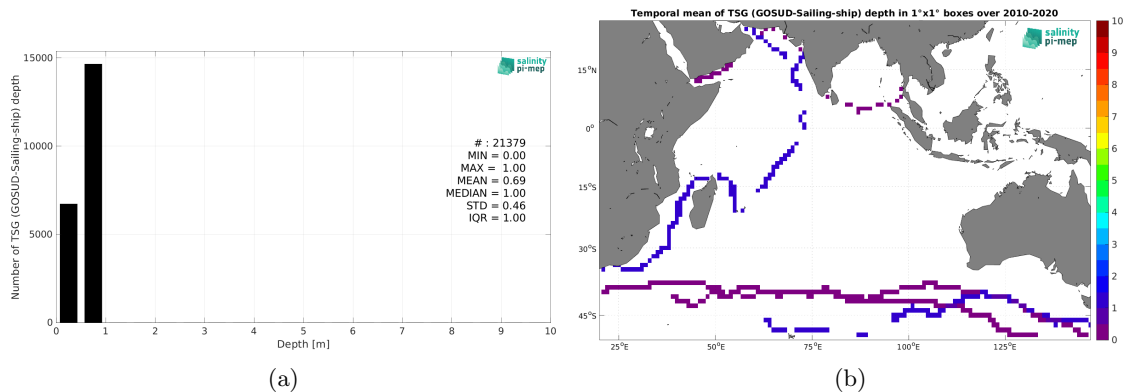 salinity
pi-mep
15000
10000
5000
0
Number of TSG (GOSUD-Sailing-ship) depth
# : 21379
MIN = 0.00
MAX = 1.00
MEAN = 0.69
MEDIAN = 1.00
STD = 0.46
IQR = 1.00
0 1 2 3 4 5 6 7 8 9 10
Depth [m]
(a)
Temporal mean of TSG (GOSUD-Sailing-ship) depth in 1°x1° boxes over 2010-2020
salinity
pi-mep
15°N
0°
15°S
30°S
45°S
25°E 50°E 75°E 100°E 125°E
10
9
8
7
6
5
4
3
2
1
0
(b)